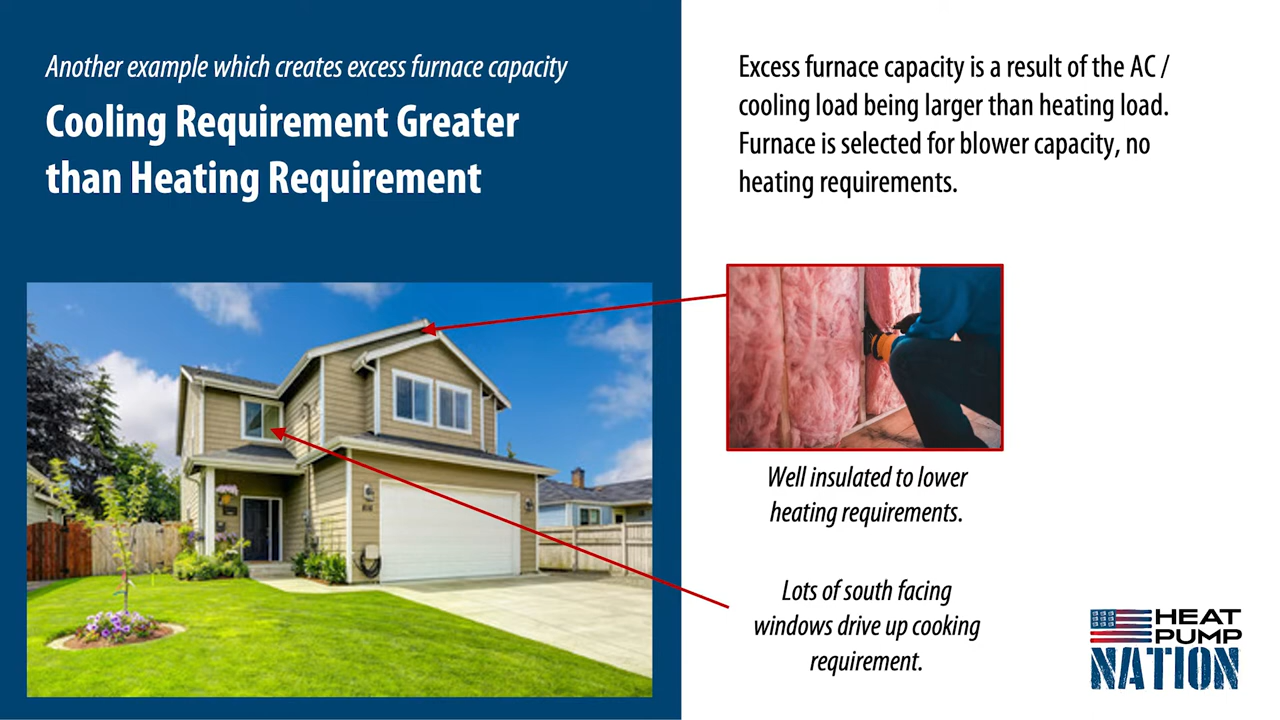 Another example which creates excess furnace capacity
Cooling Requirement Greater
than Heating Requirement
Excess furnace capacity is a result of the AC /
cooling load being larger than heating load.
Furnace is selected for blower capacity, no
heating requirements.
Well insulated to lower
heating requirements.
Lots of south facing
windows drive up cooking
requirement.
HEAT
PUMP
NATION